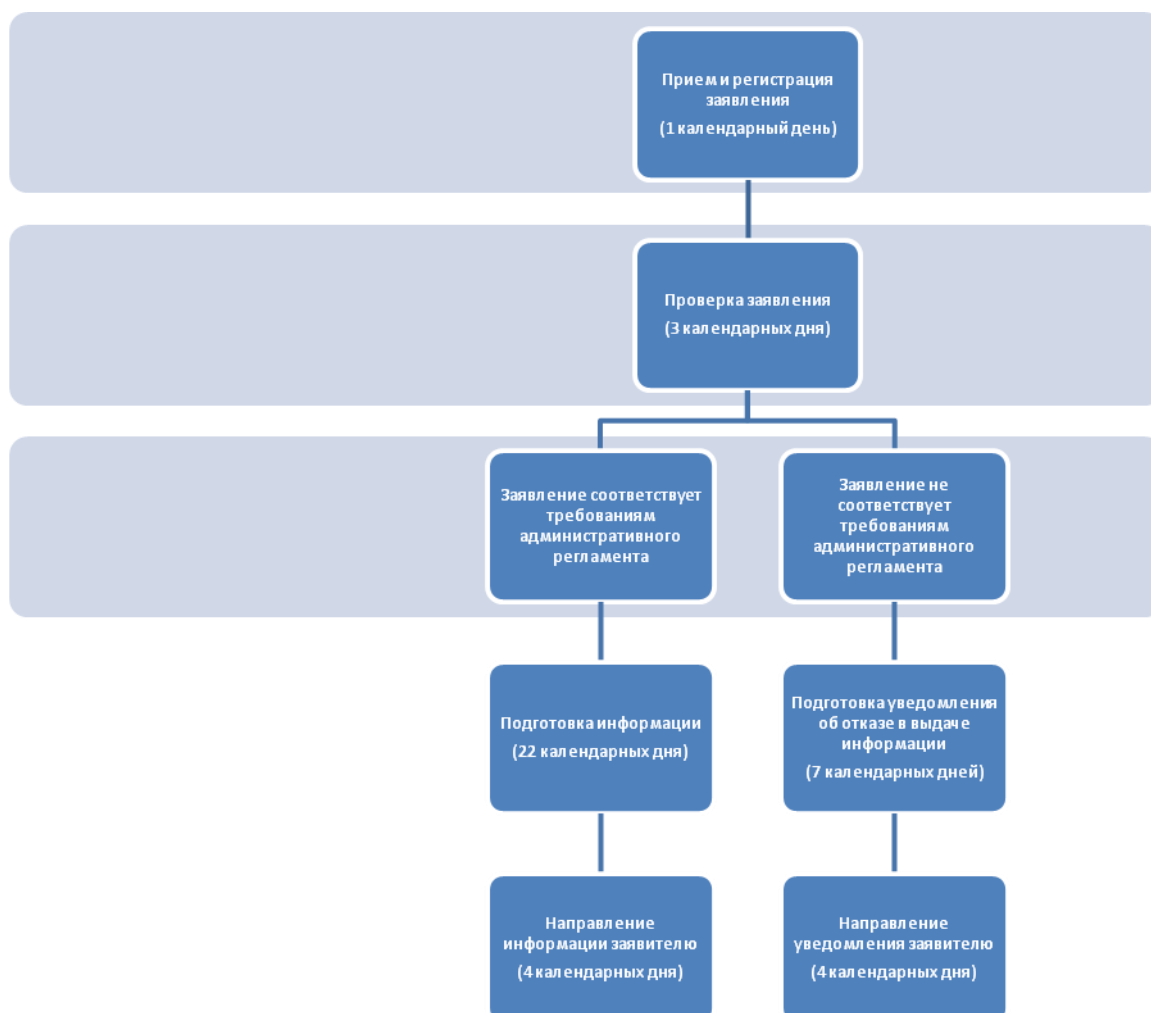 Прием и регистрация
заявления
(1 календарный день)
Проверка заявления
(3 календарных дня)
Заявление соответствует
требованиям
административного
регламента
Заявление не
соответствует
требованиям
административного
регламента
Подготовка информации
(22 календарных дня)
Подготовка уведомления
об отказе в выдаче
информации
(7 календарных дней)
Направление
информации заявителю
(4 календарных дня)
Направление
уведомления заявителю
(4 календарных дня)